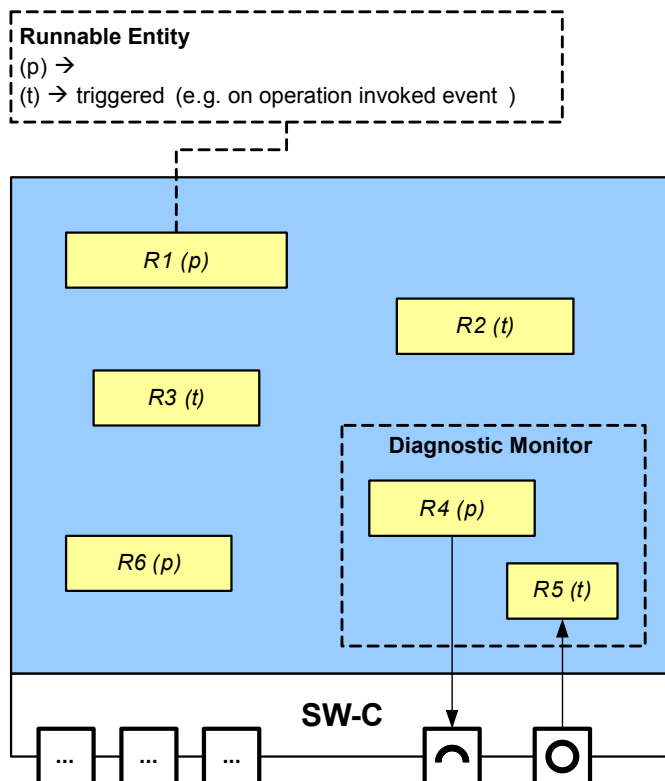 Runnable Entity
(p) →
(t) → triggered (e.g. on operation invoked event )
R1 (p)
R2 (t)
R3 (t)
Diagnostic Monitor
R4 (p)
R6 (p)
R5 (t)
SW-C
...
...
...